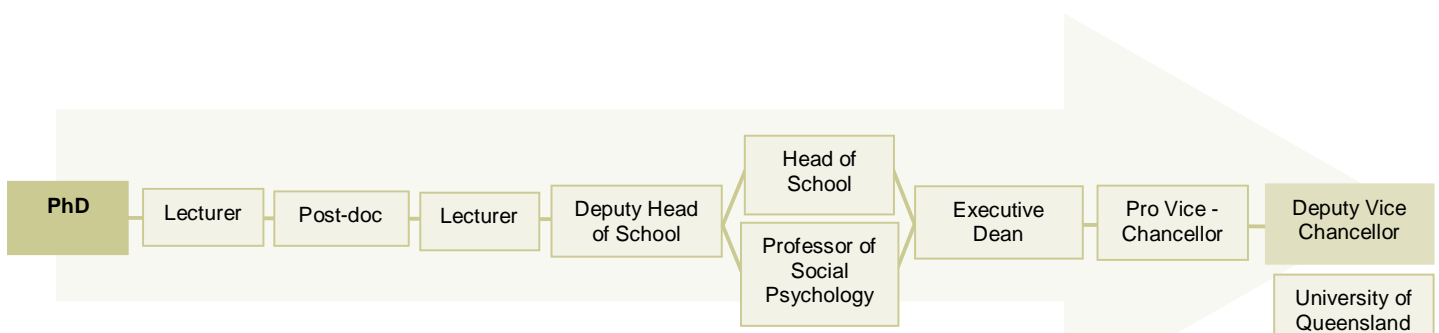 PhD
Lecturer
Post-doc
Lecturer
Deputy Head
of School
Head of
School
Professor of
Social
Psychology
Executive
Dean
Pro Vice -
Chancellor
Deputy Vice
Chancellor
University of
Queensland